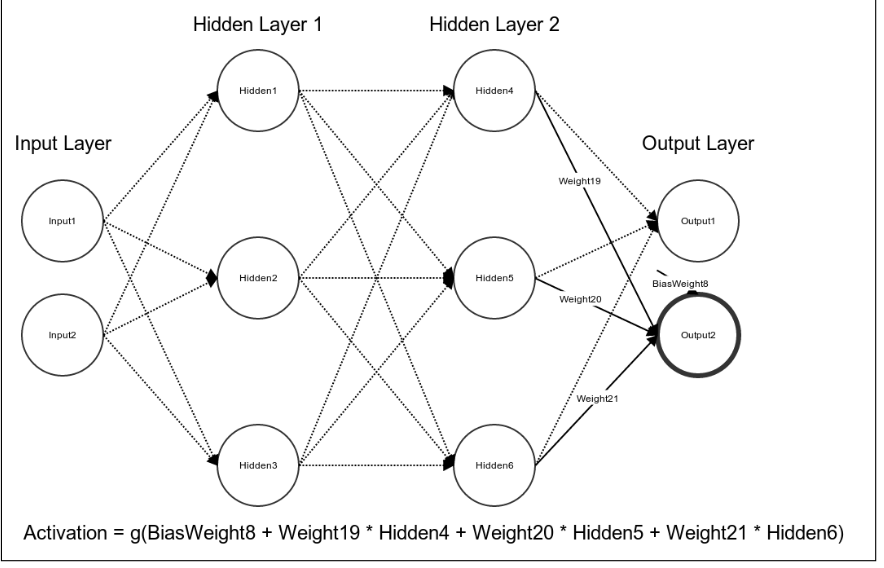 Hidden Layer 1
Hidden Layer 2
Hidden1
Hidden4
Input Layer
Output Layer
Weight19
Input1
Output1
Hidden2
Hidden5
BiasWeight8
Weight20
Input2
Output2
Weight21
Hidden3
Hidden6
Activation = g(BiasWeight8 + Weight19 * Hidden4 + Weight20 * Hidden5 + Weight21 * Hidden6)